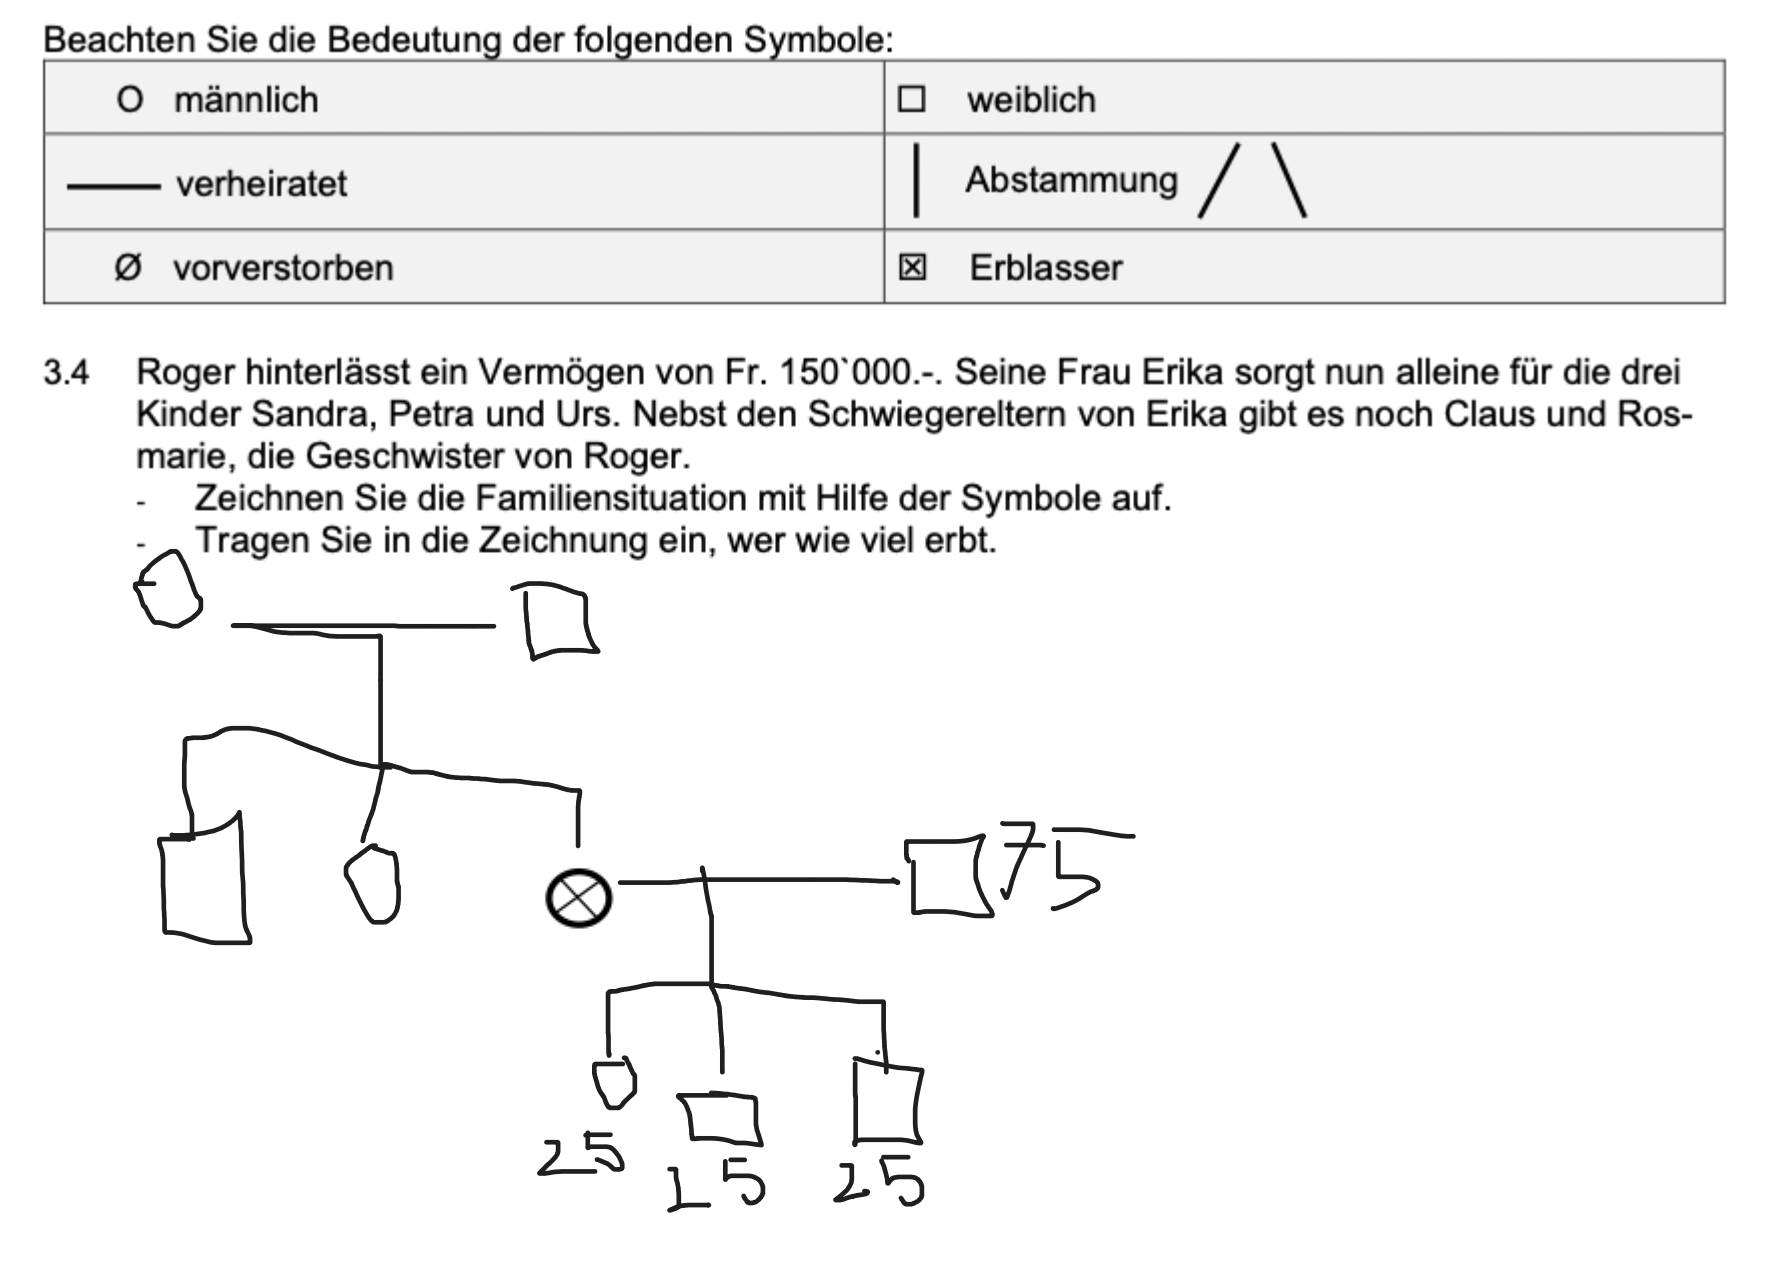 Beachten Sie die Bedeutung der folgenden Symbole:
O männlich
□ weiblich
verheiratet
Abstammung
Ø vorverstorben
☒ Erblasser
3.4 Roger hinterlässt ein Vermögen von Fr. 150`000.-. Seine Frau Erika sorgt nun alleine für die drei
Kinder Sandra, Petra und Urs. Nebst den Schwiegereltern von Erika gibt es noch Claus und Ros-
marie, die Geschwister von Roger.
- Zeichnen Sie die Familiensituation mit Hilfe der Symbole auf.
- Tragen Sie in die Zeichnung ein, wer wie viel erbt.
75
25
25
25